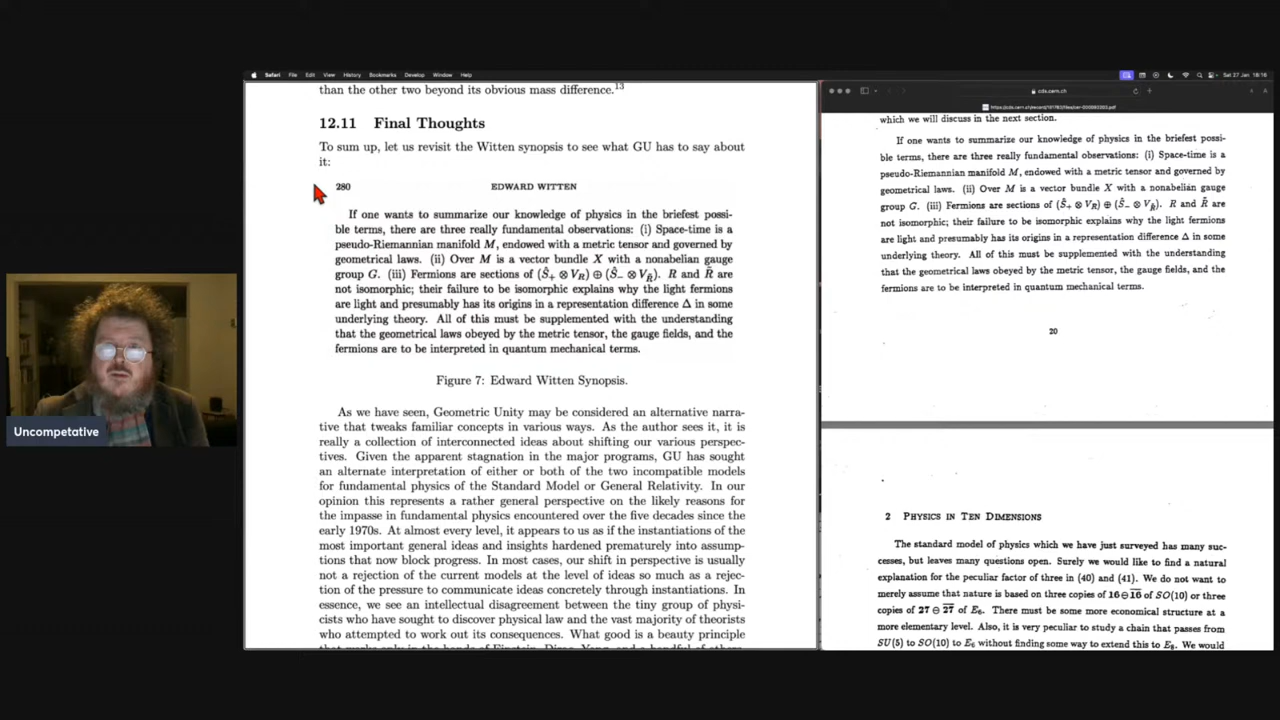 Safari File Edit View History Bookmarks Develop Window Help
Sat 27 Jan 18:16
than the other two beyond its obvious mass difference.13
12.11 Final Thoughts
To sum up, let us revisit the Witten synopsis to see what GU has to say about
it:
280 EDWARD WITTEN
If one wants to summarize our knowledge of physics in the briefest possi-
ble terms, there are three really fundamental observations: (i) Space-time is a
pseudo-Riemannian manifold M, endowed with a metric tensor and governed by
geometrical laws. (ii) Over M is a vector bundle X with a nonabelian gauge
group G. (iii) Fermions are sections of (Ŝ₊ ⊗ V_R) ⊕ (Ŝ₋ ⊗ V_R̃). R and R̃ are
not isomorphic; their failure to be isomorphic explains why the light fermions
are light and presumably has its origins in a representation difference Δ in some
underlying theory. All of this must be supplemented with the understanding
that the geometrical laws obeyed by the metric tensor, the gauge fields, and the
fermions are to be interpreted in quantum mechanical terms.
Figure 7: Edward Witten Synopsis.
As we have seen, Geometric Unity may be considered an alternative narra-
tive that tweaks familiar concepts in various ways. As the author sees it, it is
really a collection of interconnected ideas about shifting our various perspec-
tives. Given the apparent stagnation in the major programs, GU has sought
an alternate interpretation of either or both of the two incompatible models
for fundamental physics of the Standard Model or General Relativity. In our
opinion this represents a rather general perspective on the likely reasons for
the impasse in fundamental physics encountered over the five decades since the
early 1970s. At almost every level, it appears to us as if the instantiations of the
most important general ideas and insights hardened prematurely into assump-
tions that now block progress. In most cases, our shift in perspective is usually
not a rejection of the current models at the level of ideas so much as a rejec-
tion of the pressure to communicate ideas concretely through instantiations. In
essence, we see an intellectual disagreement between the tiny group of physi-
cists who have sought to discover physical law and the vast majority of theorists
who attempted to work out its consequences. What good is a beauty principle
cds.cern.ch
which we will discuss in the next section.
If one wants to summarize our knowledge of physics in the briefest possi-
ble terms, there are three really fundamental observations: (i) Space-time is a
pseudo-Riemannian manifold M, endowed with a metric tensor and governed by
geometrical laws. (ii) Over M is a vector bundle X with a nonabelian gauge
group G. (iii) Fermions are sections of (Ŝ₊ ⊗ V_R) ⊕ (Ŝ₋ ⊗ V_R̃). R and R̃ are
not isomorphic; their failure to be isomorphic explains why the light fermions
are light and presumably has its origins in a representation difference Δ in some
underlying theory. All of this must be supplemented with the understanding
that the geometrical laws obeyed by the metric tensor, the gauge fields, and the
fermions are to be interpreted in quantum mechanical terms.
20
2 PHYSICS IN TEN DIMENSIONS
The standard model of physics which we have just surveyed has many suc-
cesses, but leaves many questions open. Surely we would like to find a natural
explanation for the peculiar factor of three in (40) and (41). We do not want to
merely assume that nature is based on three copies of 16⊖1̅6̅ of SO(10) or three
copies of 27 ⊖ 2̅7̅ of E₆. There must be some more economical structure at a
more elementary level. Also, it is very peculiar to study a chain that passes from
SU(5) to SO(10) to E₆ without finding some way to extend this to E₈. We would
Uncompetative